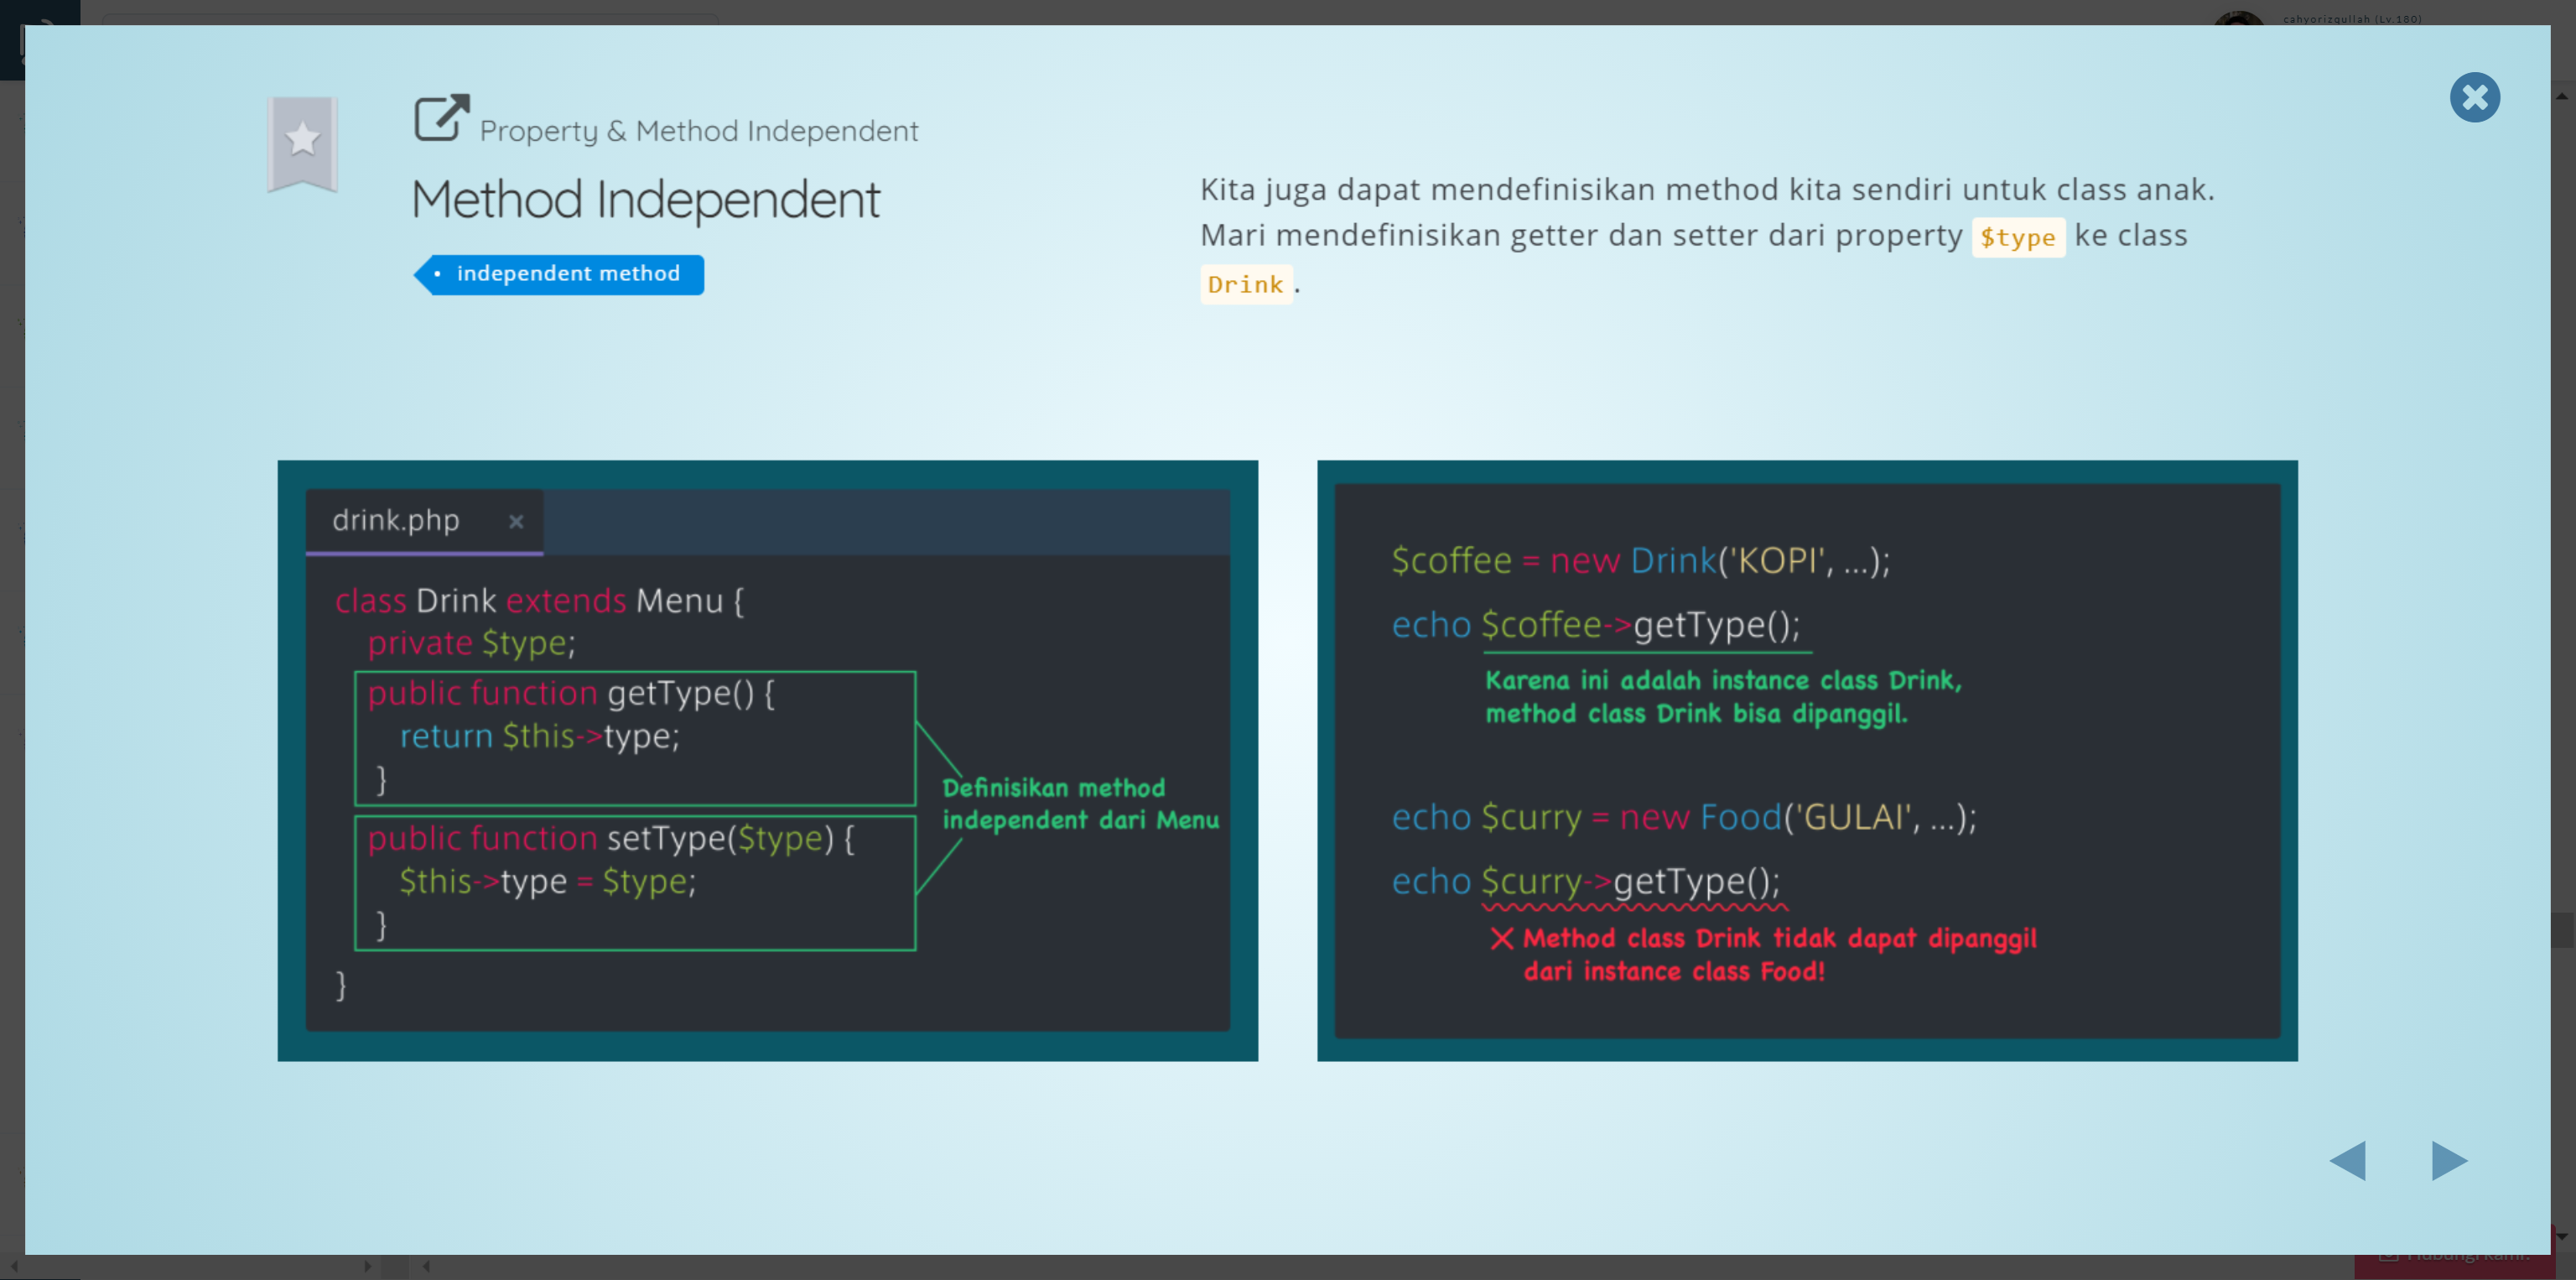 cahyorizqullah (Lv.180)
Property & Method Independent
Method Independent
• independent method
Kita juga dapat mendefinisikan method kita sendiri untuk class anak.
Mari mendefinisikan getter dan setter dari property $type ke class
Drink.
drink.php ×
class Drink extends Menu {
private $type;
public function getType() {
return $this->type;
}
public function setType($type) {
$this->type = $type;
}
}
Definisikan method
independent dari Menu
$coffee = new Drink('KOPI', ...);
echo $coffee->getType();
Karena ini adalah instance class Drink,
method class Drink bisa dipanggil.
echo $curry = new Food('GULAI', ...);
echo $curry->getType();
× Method class Drink tidak dapat dipanggil
dari instance class Food!